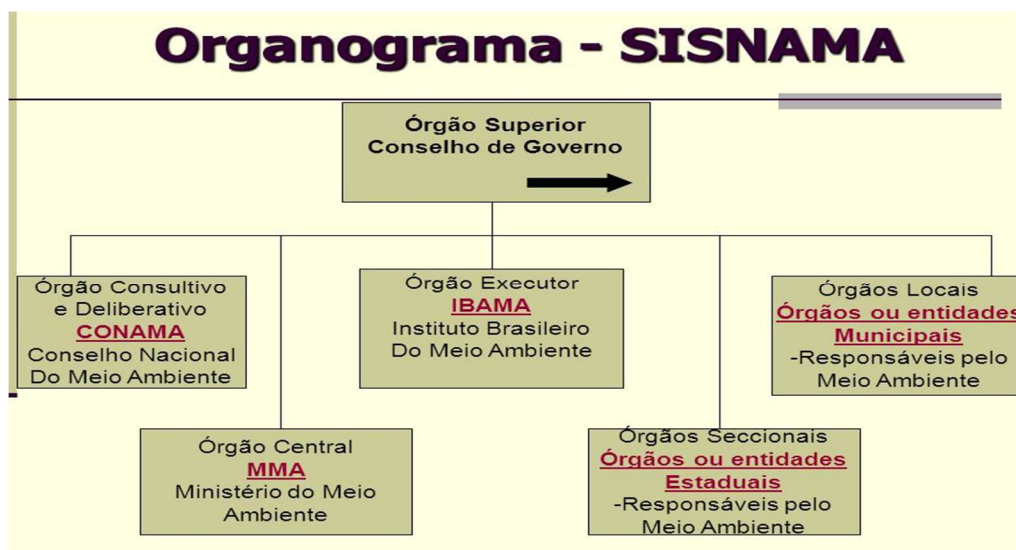 Organograma - SISNAMA
Órgão Superior
Conselho de Governo
Órgão Consultivo
e Deliberativo
CONAMA
Conselho Nacional
Do Meio Ambiente
Órgão Executor
IBAMA
Instituto Brasileiro
Do Meio Ambiente
Órgãos Locais
Órgãos ou entidades
Municipais
-Responsáveis pelo
Meio Ambiente
Órgão Central
MMA
Ministério do Meio
Ambiente
Órgãos Seccionais
Órgãos ou entidades
Estaduais
-Responsáveis pelo
Meio Ambiente